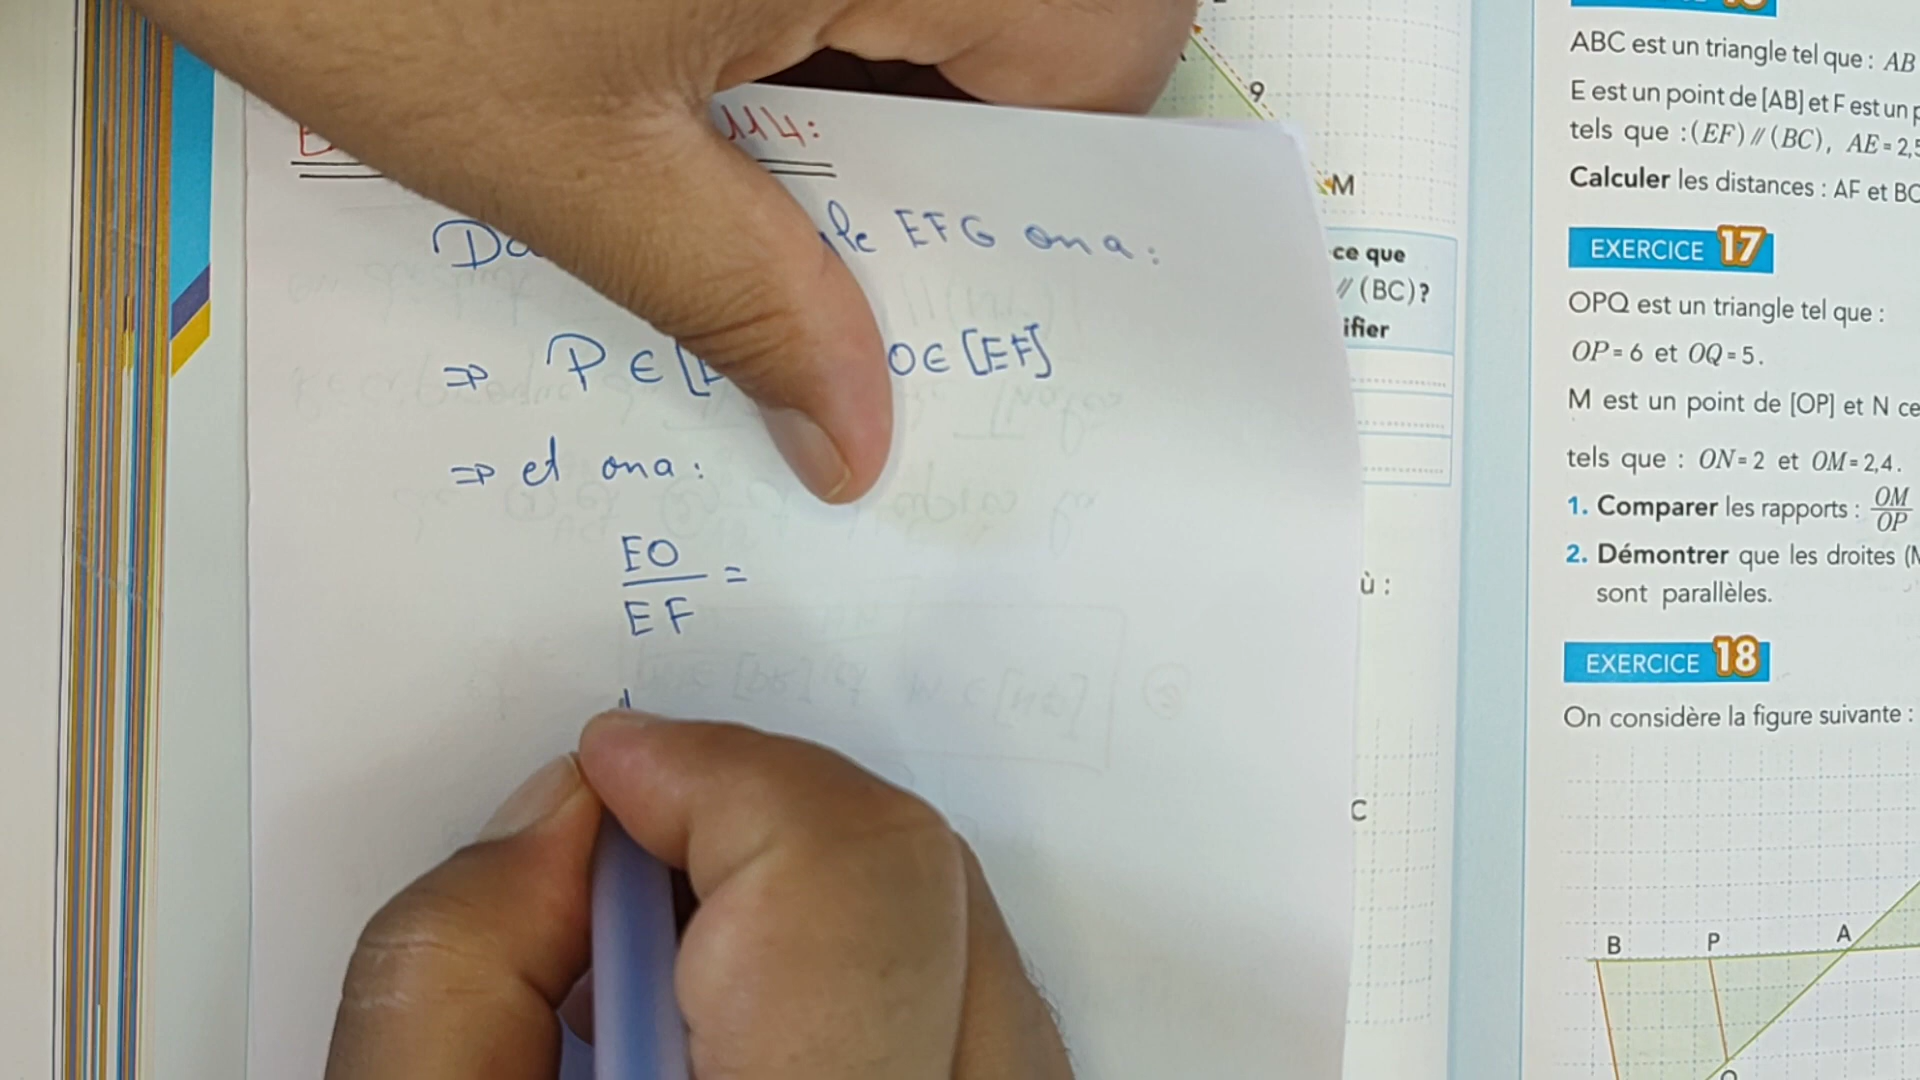 114:
EFG on a:
⇒ P ∈ [ O ∈ [EF]
⇒ et on a:
EO
=
EF
9
M
ce que
// (BC)?
ifier
ù :
C
ABC est un triangle tel que : AB
E est un point de [AB] et F est un
tels que : (EF) // (BC), AE = 2,5
Calculer les distances : AF et BC
EXERCICE 17
OPQ est un triangle tel que :
OP = 6 et OQ = 5.
M est un point de [OP] et N ce
tels que : ON = 2 et OM = 2,4.
1. Comparer les rapports : OM/OP
2. Démontrer que les droites (
sont parallèles.
EXERCICE 18
On considère la figure suivante :
B P A